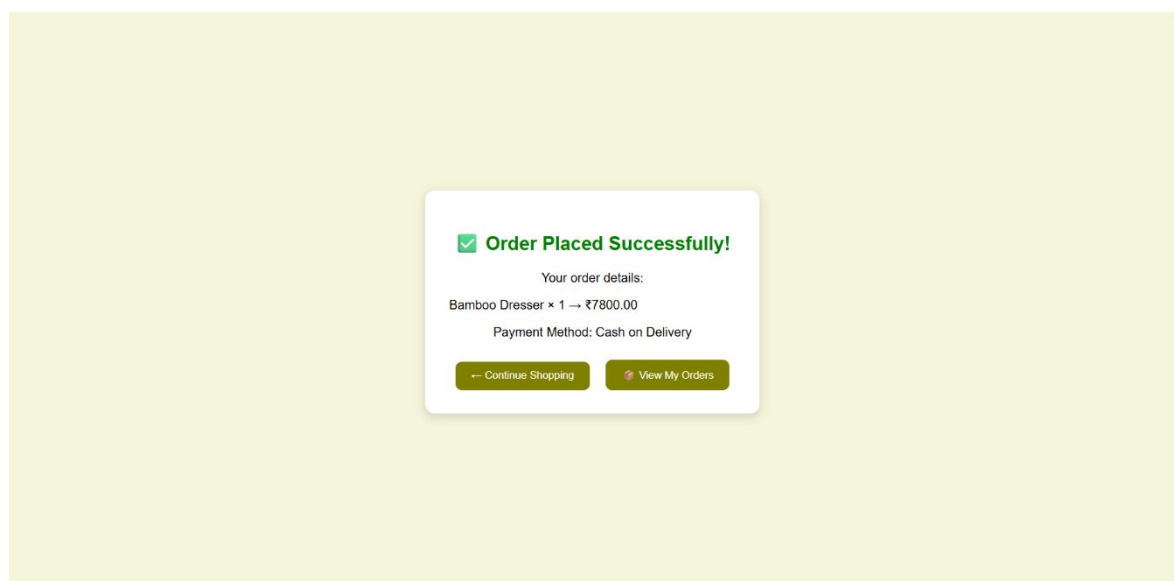 ✅ Order Placed Successfully!
Your order details:
Bamboo Dresser × 1 → ₹7800.00
Payment Method: Cash on Delivery
← Continue Shopping
📦 View My Orders